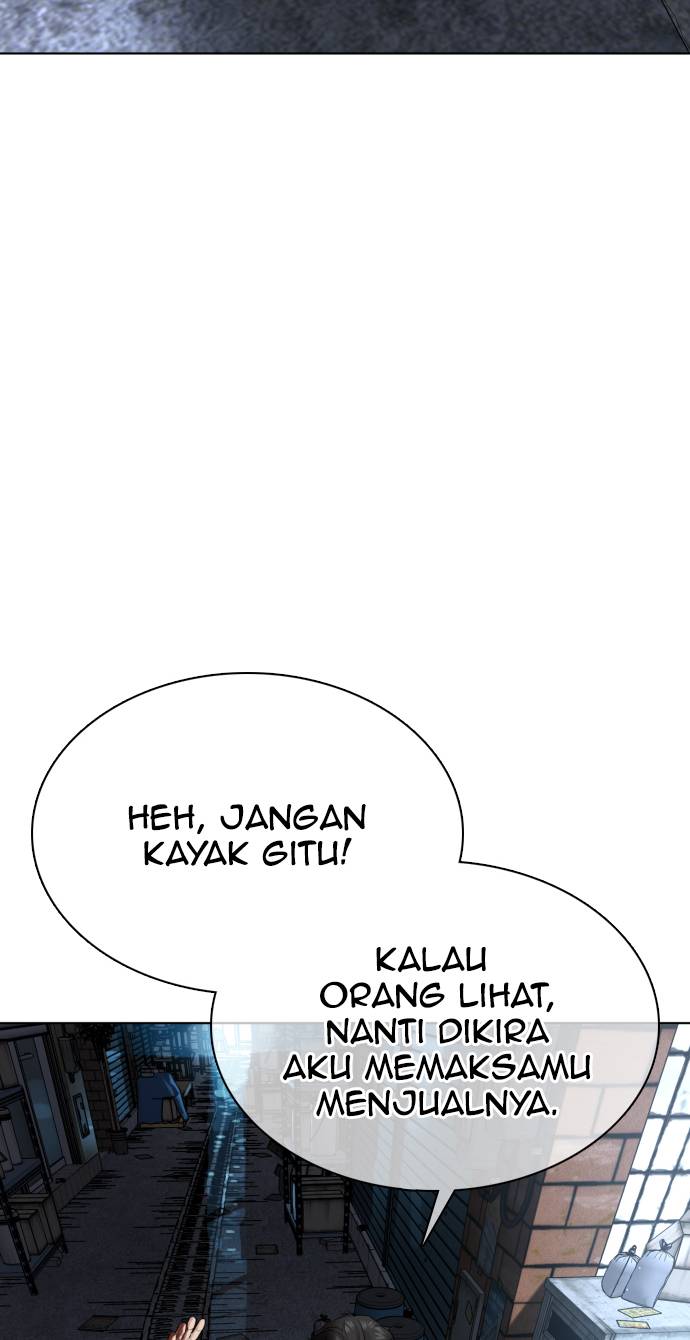 HEH, JANGAN
KAYAK GITU!
KALAU
ORANG LIHAT,
NANTI DIKIRA
AKU MEMAKSAMU
MENJUALNYA.